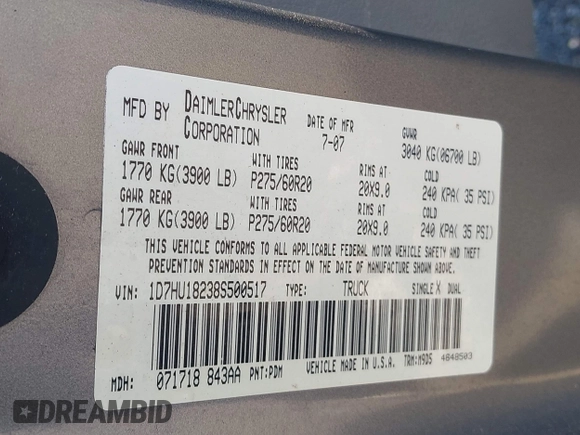 MFD BY DAIMLERCHRYSLER CORPORATION DATE OF MFR 7-07 GVWR 3040 KG(06700 LB)
GAWR FRONT WITH TIRES RIMS AT COLD
1770 KG(3900 LB) P275/60R20 20X9.0 240 KPA( 35 PSI)
GAWR REAR WITH TIRES RIMS AT COLD
1770 KG(3900 LB) P275/60R20 20X9.0 240 KPA( 35 PSI)
THIS VEHICLE CONFORMS TO ALL APPLICABLE FEDERAL MOTOR VEHICLE SAFETY AND THEFT
PREVENTION STANDARDS IN EFFECT ON THE DATE OF MANUFACTURE SHOWN ABOVE.
VIN: 1D7HU18238S500517 TYPE: TRUCK SINGLE X DUAL
MDH: 071718 843AA PNT:PDM VEHICLE MADE IN U.S.A. TRM:M9D5 4648503
DREAMBID